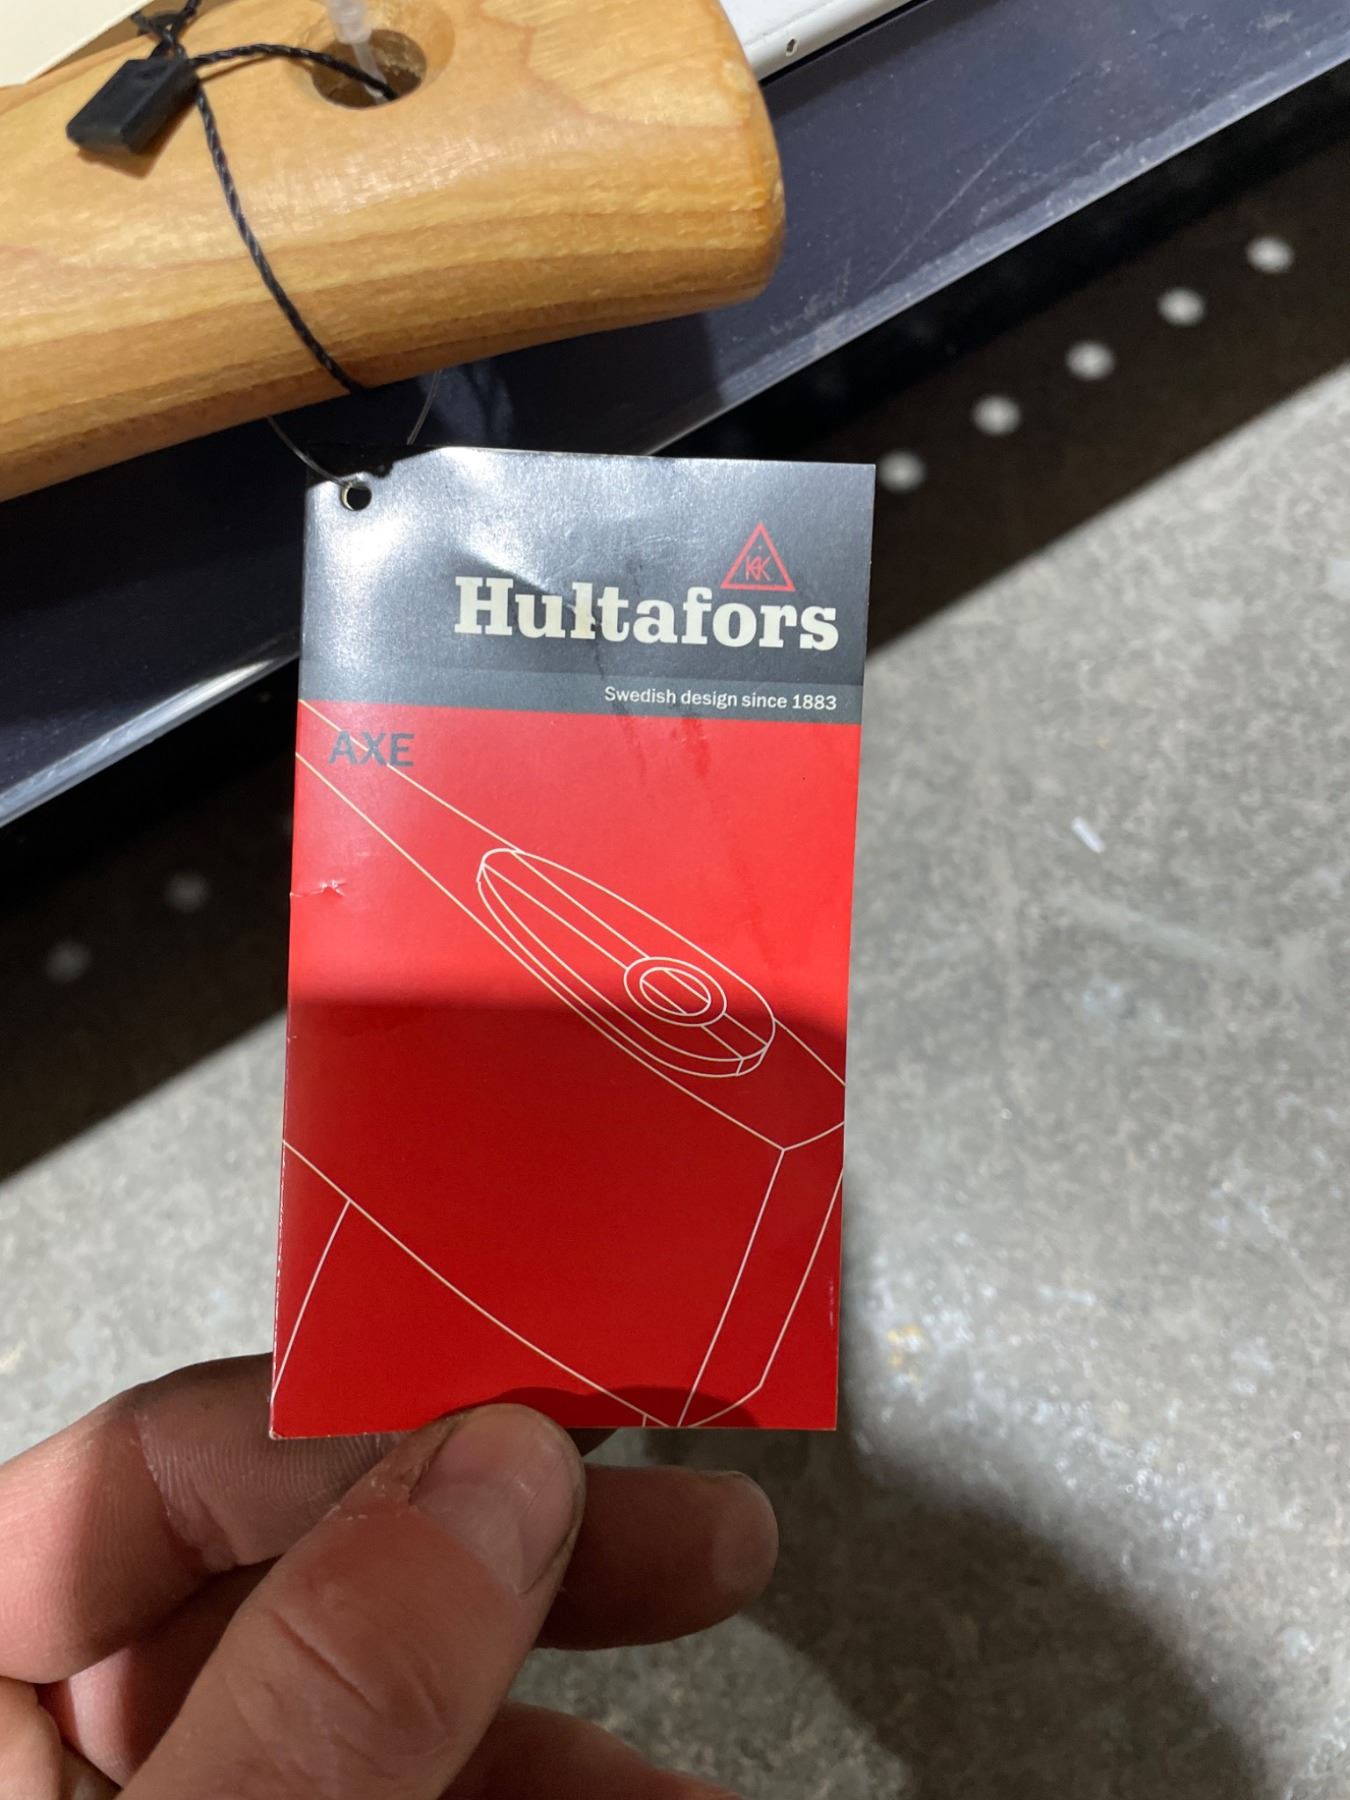 Hultafors
Swedish design since 1883
AXE